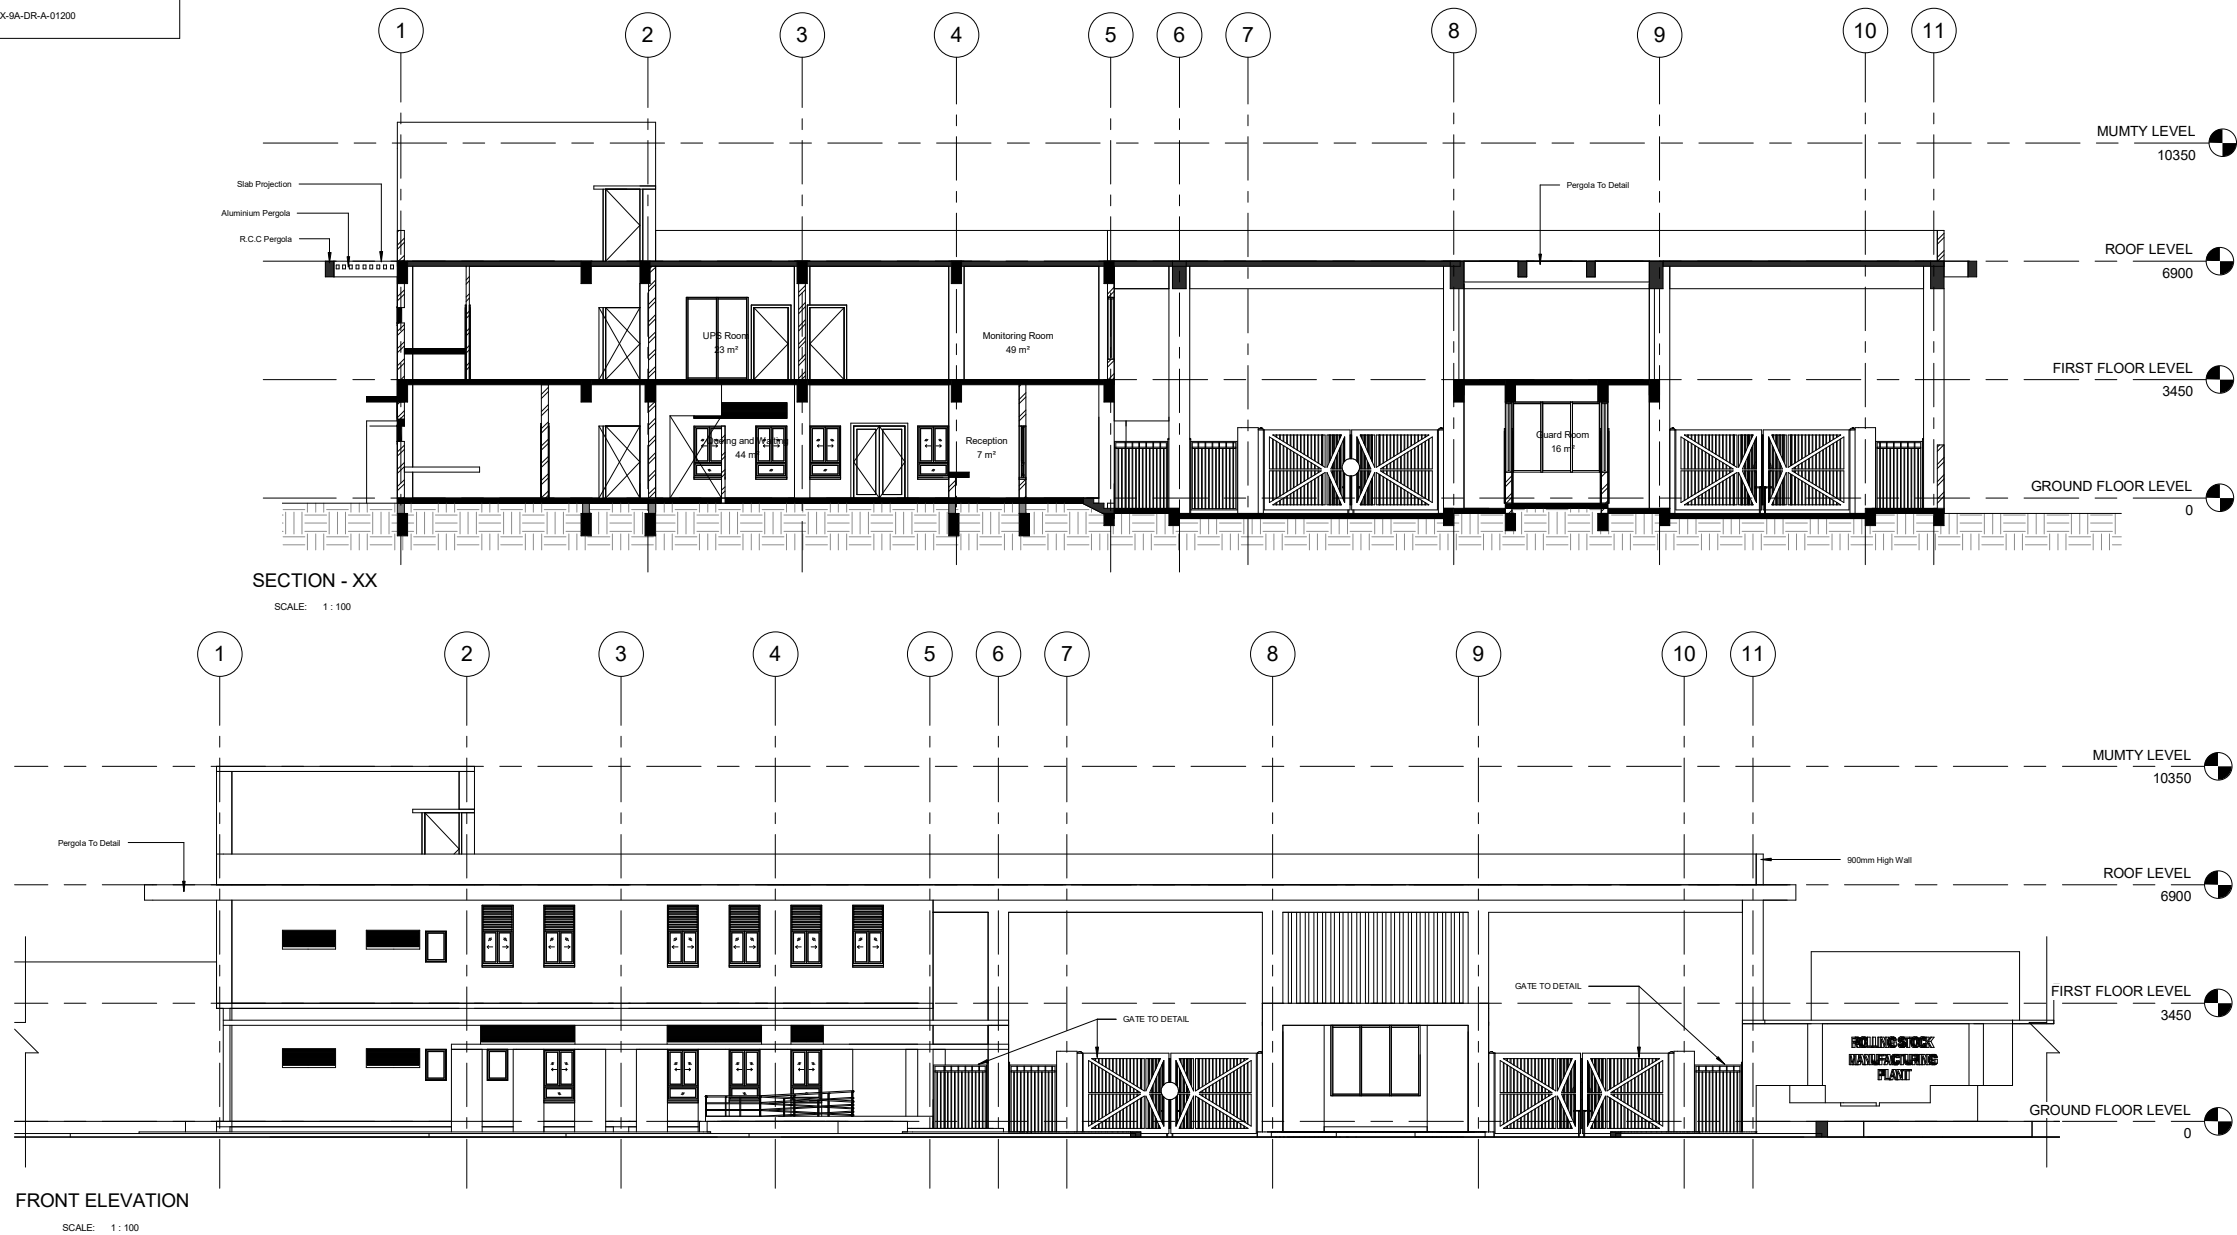 X-9A-DR-A-01200
1 2 3 4 5 6 7 8 9 10 11
MUMTY LEVEL
10350
Slab Projection
Pergola To Detail
Aluminium Pergola
R.C.C Pergola
ROOF LEVEL
6900
UPS Room
23 m²
Monitoring Room
49 m²
FIRST FLOOR LEVEL
3450
44 m²
Reception
7 m²
Guard Room
16 m²
GROUND FLOOR LEVEL
0
SECTION - XX
SCALE: 1 : 100
1 2 3 4 5 6 7 8 9 10 11
MUMTY LEVEL
10350
Pergola To Detail
900mm High Wall
ROOF LEVEL
6900
GATE TO DETAIL
FIRST FLOOR LEVEL
3450
GATE TO DETAIL
ROLLING STOCK
MANUFACTURING
PLANT
GROUND FLOOR LEVEL
0
FRONT ELEVATION
SCALE: 1 : 100